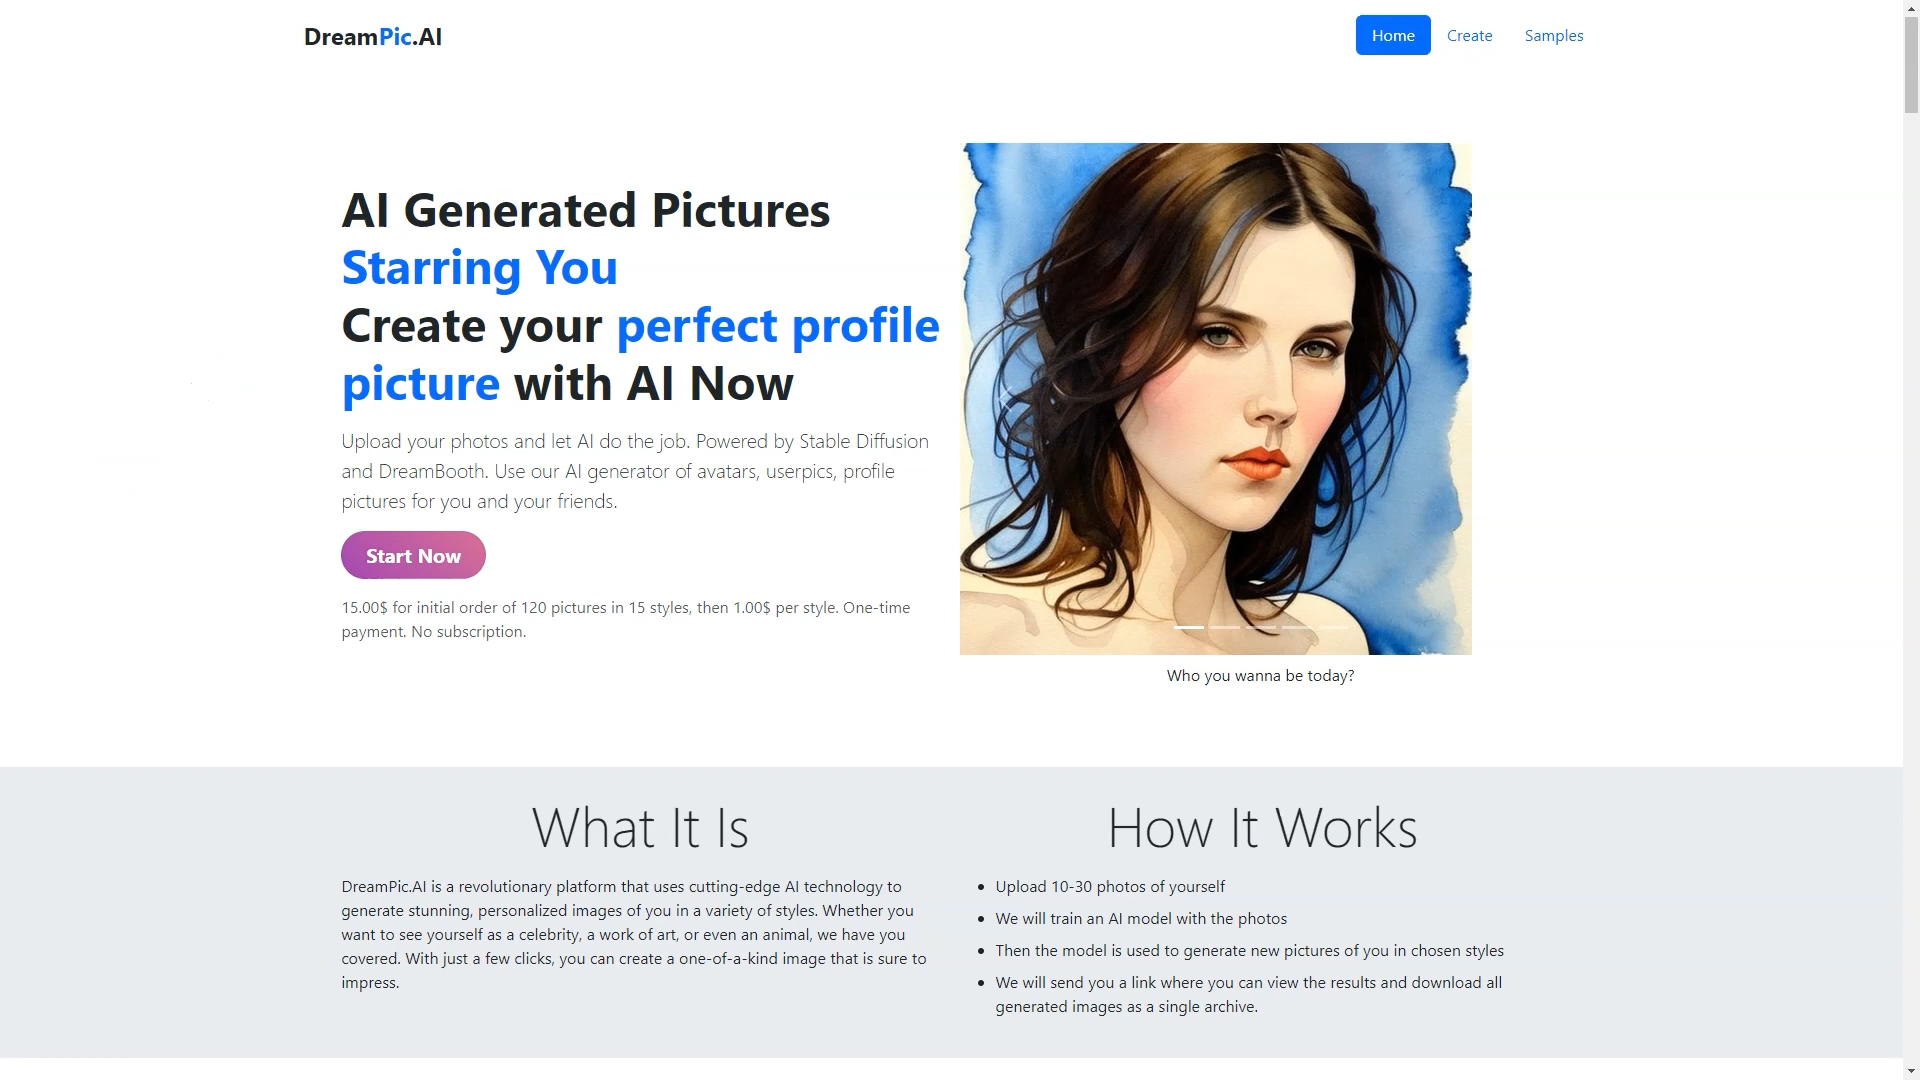 DreamPic.AI
Home
Create
Samples
AI Generated Pictures
Starring You
Create your perfect profile
picture with AI Now
Upload your photos and let AI do the job. Powered by Stable Diffusion
and DreamBooth. Use our AI generator of avatars, userpics, profile
pictures for you and your friends.
Start Now
15.00$ for initial order of 120 pictures in 15 styles, then 1.00$ per style. One-time
payment. No subscription.
Who you wanna be today?
What It Is
DreamPic.AI is a revolutionary platform that uses cutting-edge AI technology to
generate stunning, personalized images of you in a variety of styles. Whether you
want to see yourself as a celebrity, a work of art, or even an animal, we have you
covered. With just a few clicks, you can create a one-of-a-kind image that is sure to
impress.
How It Works
• Upload 10-30 photos of yourself
• We will train an AI model with the photos
• Then the model is used to generate new pictures of you in chosen styles
• We will send you a link where you can view the results and download all
generated images as a single archive.